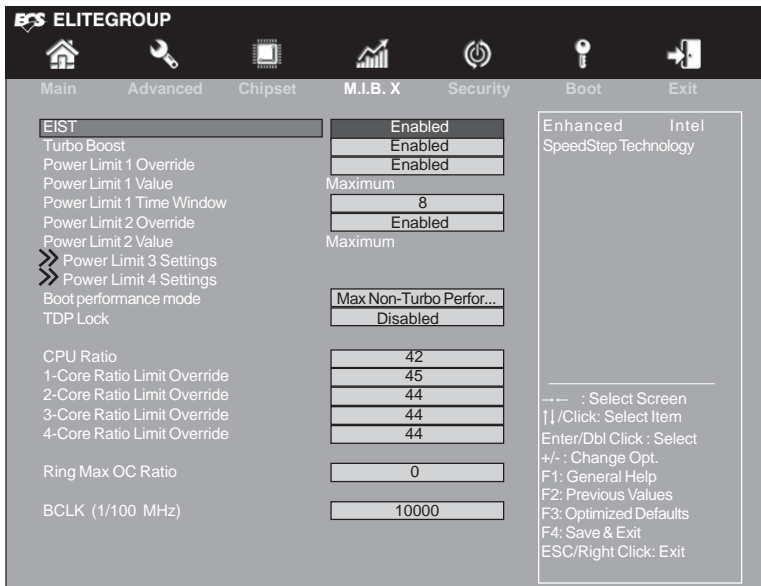 ECS ELITEGROUP
Main Advanced Chipset M.I.B. X Security Boot Exit
EIST Enabled
Turbo Boost Enabled
Power Limit 1 Override Enabled
Power Limit 1 Value Maximum
Power Limit 1 Time Window 8
Power Limit 2 Override Enabled
Power Limit 2 Value Maximum
Power Limit 3 Settings
Power Limit 4 Settings
Boot performance mode Max Non-Turbo Perfor...
TDP Lock Disabled
CPU Ratio 42
1-Core Ratio Limit Override 45
2-Core Ratio Limit Override 44
3-Core Ratio Limit Override 44
4-Core Ratio Limit Override 44
Ring Max OC Ratio 0
BCLK (1/100 MHz) 10000
Enhanced Intel
SpeedStep Technology
→← : Select Screen
↑↓/Click: Select Item
Enter/Dbl Click : Select
+/- : Change Opt.
F1: General Help
F2: Previous Values
F3: Optimized Defaults
F4: Save & Exit
ESC/Right Click: Exit